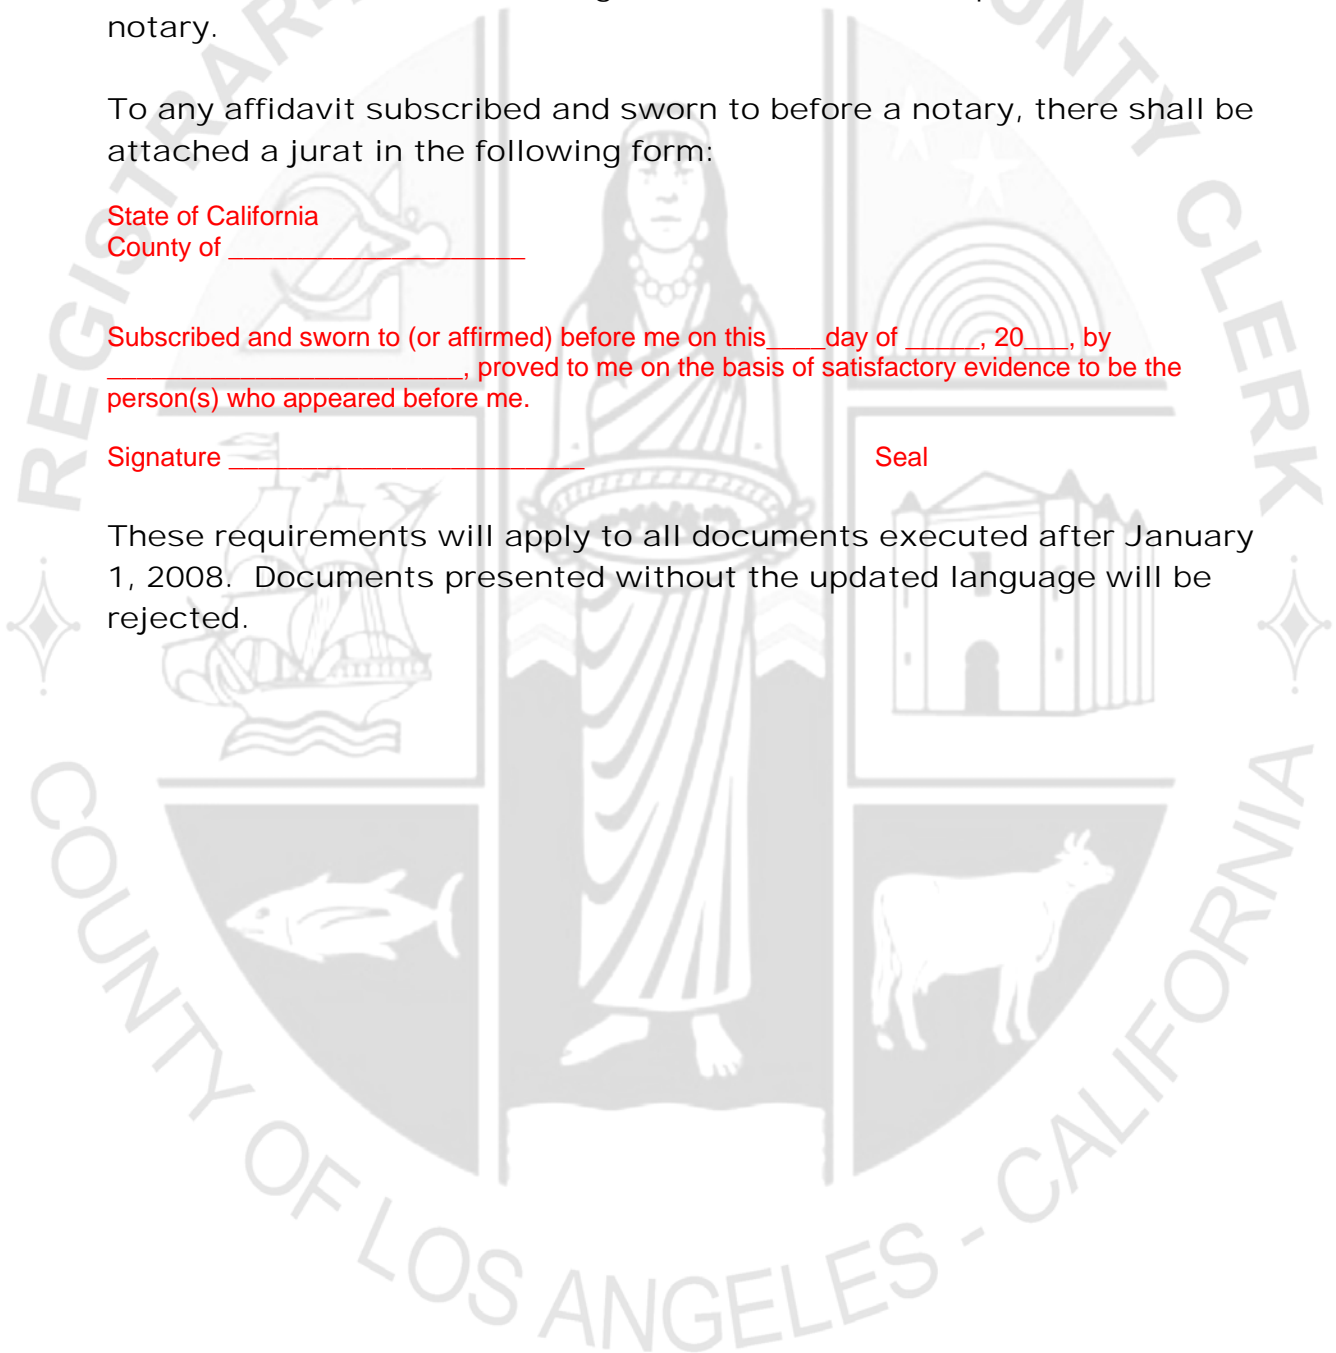 notary.
To any affidavit subscribed and sworn to before a notary, there shall be
attached a jurat in the following form:
State of California
County of ____________________
Subscribed and sworn to (or affirmed) before me on this____day of _____, 20___, by
________________________, proved to me on the basis of satisfactory evidence to be the
person(s) who appeared before me.
Signature ________________________ Seal
These requirements will apply to all documents executed after January
1, 2008. Documents presented without the updated language will be
rejected.
REGISTRAR-
UNTY CLERK
COUNTY OF LOS ANGELES - CALIFORNIA